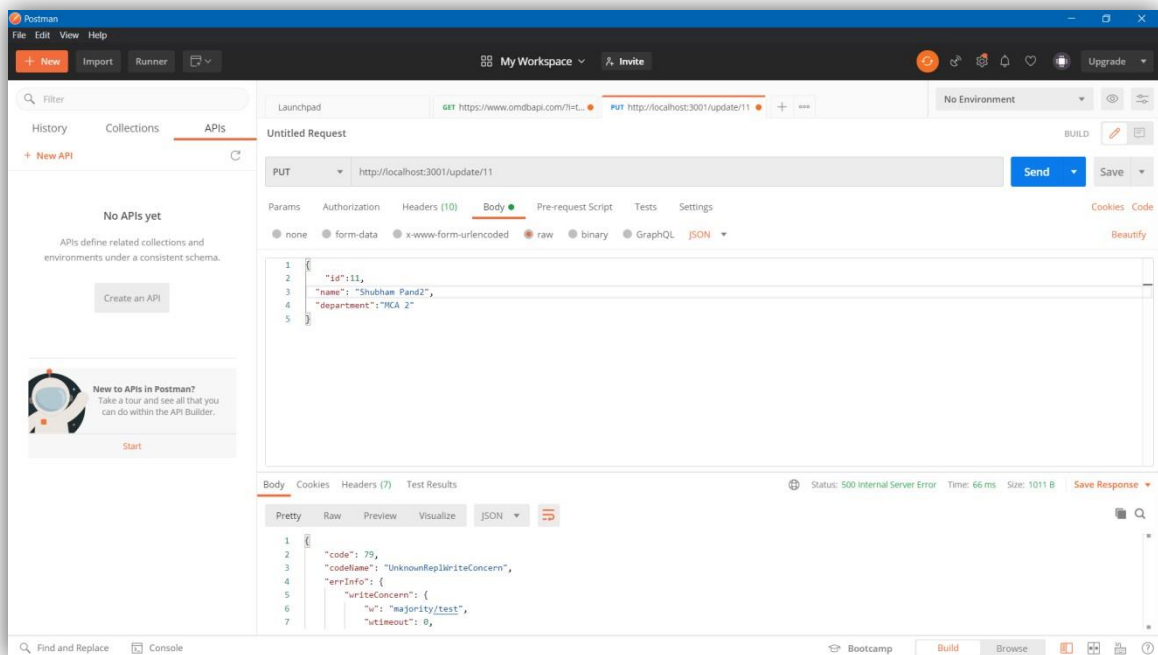 Postman
File Edit View Help
+ New Import Runner My Workspace Invite Upgrade
Filter
History Collections APIs
+ New API
No APIs yet
APIs define related collections and
environments under a consistent schema.
Create an API
New to APIs in Postman?
Take a tour and see all that you
can do within the API Builder.
Start
Launchpad GET https://www.omdbapi.com/?i=t... PUT http://localhost:3001/update/11 + No Environment
Untitled Request BUILD
PUT http://localhost:3001/update/11 Send Save
Params Authorization Headers (10) Body Pre-request Script Tests Settings Cookies Code
none form-data x-www-form-urlencoded raw binary GraphQL JSON Beautify
1 {
2 "id":11,
3 "name": "Shubham Pand2",
4 "department":"MCA 2"
5 }
Body Cookies Headers (7) Test Results Status: 500 Internal Server Error Time: 66 ms Size: 1011 B Save Response
Pretty Raw Preview Visualize JSON
1 {
2 "code": 79,
3 "codeName": "UnknownReplWriteConcern",
4 "errInfo": {
5 "writeConcern": {
6 "w": "majority/test",
7 "wtimeout": 0,
Find and Replace Console Bootcamp Build Browse